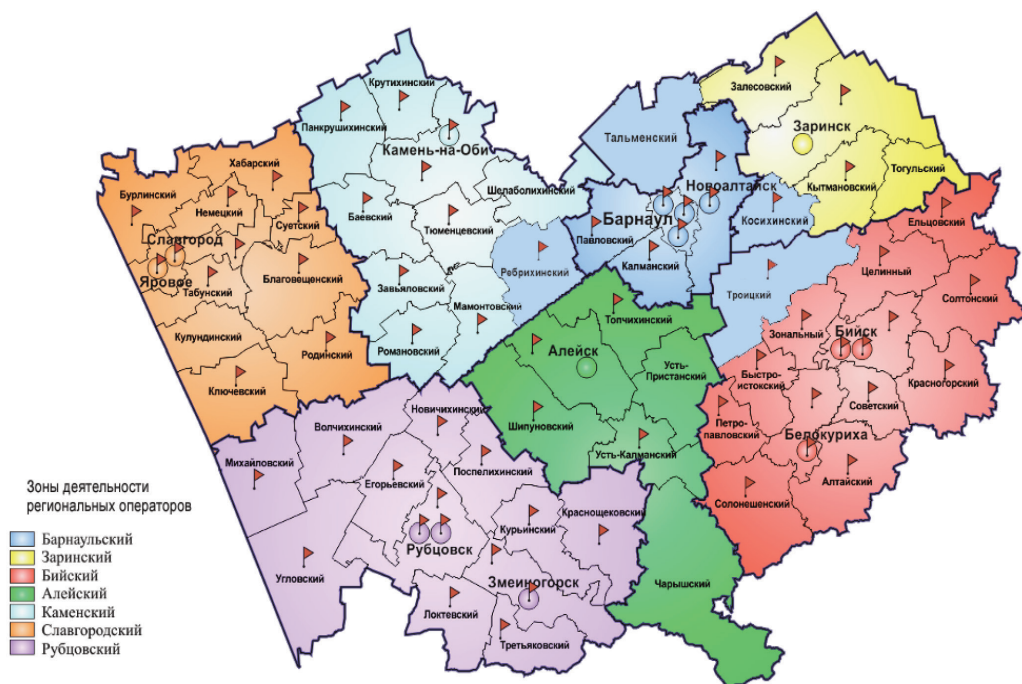 Залесовский
Крутихинский
Панкрушихинский
Тальменский
Заринск
Камень-на-Оби
Хабарский
Тогульский
Бурлинский
Шелаболихинский
Новоалтайск
Кытмановский
Немецкий
Баевский
Косихинский
Ельцовский
Суетский
Барнаул
Тюменцевский
Павловский
Славгород
Благовещенский
Калманский
Целинный
Ребрихинский
Яровое
Табунский
Завьяловский
Троицкий
Солтонский
Мамонтовский
Топчихинский
Кулундинский
Зональный
Бийск
Романовский
Алейск
Родинский
Усть-
Пристанский
Быстро-
истокский
Красногорский
Ключевский
Советский
Новичихинский
Петро-
павловский
Волчихинский
Шипуновский
Белокуриха
Усть-Калманский
Михайловский
Поспелихинский
Егорьевский
Алтайский
Солонешенский
Краснощековский
Курьинский
Рубцовск
Угловский
Змеиногорск
Чарышский
Локтевский
Третьяковский
Зоны деятельности
региональных операторов
Барнаульский
Заринский
Бийский
Алейский
Каменский
Славгородский
Рубцовский